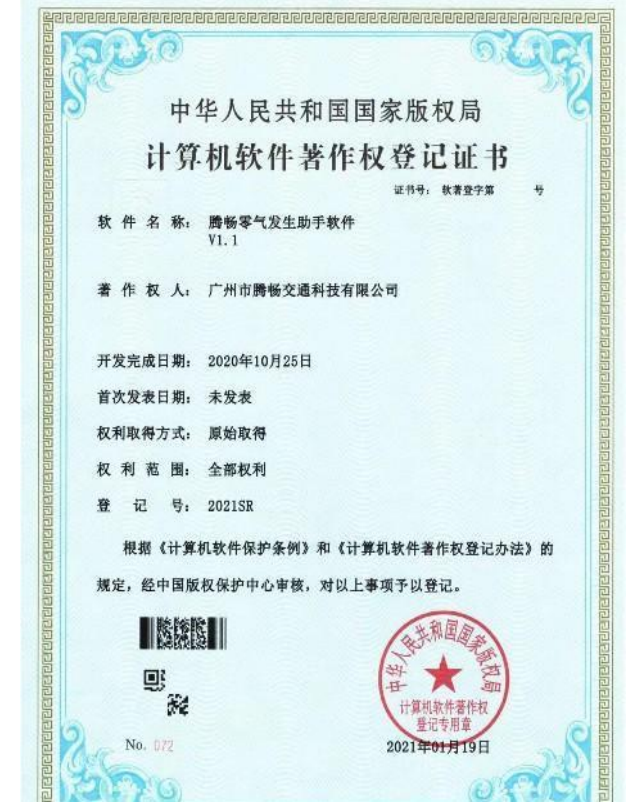 中华人民共和国国家版权局
计算机软件著作权登记证书
证书号： 软著登字第 号
软件名称： 腾畅零气发生助手软件
V1.1
著作权人： 广州市腾畅交通科技有限公司
开发完成日期： 2020年10月25日
首次发表日期： 未发表
权利取得方式： 原始取得
权利范围： 全部权利
登记号： 2021SR
根据《计算机软件保护条例》和《计算机软件著作权登记办法》的
规定，经中国版权保护中心审核，对以上事项予以登记。
中华人民共和国国家版权局
计算机软件著作权
登记专用章
No. 072
2021年01月19日